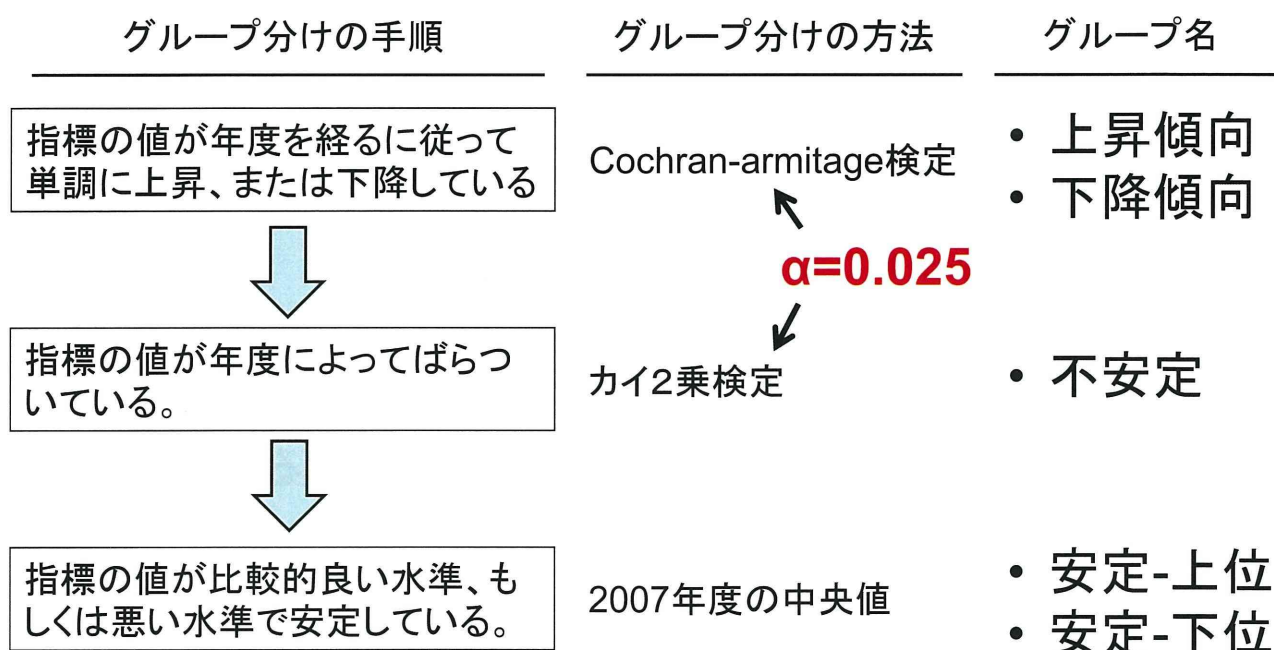 グループ分けの手順
グループ分けの方法
グループ名
指標の値が年度を経るに従って
単調に上昇、または下降している
Cochran-armitage検定
• 上昇傾向
• 下降傾向
α=0.025
指標の値が年度によってばらつ
いている。
カイ2乗検定
• 不安定
指標の値が比較的良い水準、も
しくは悪い水準で安定している。
2007年度の中央値
• 安定-上位
• 安定-下位